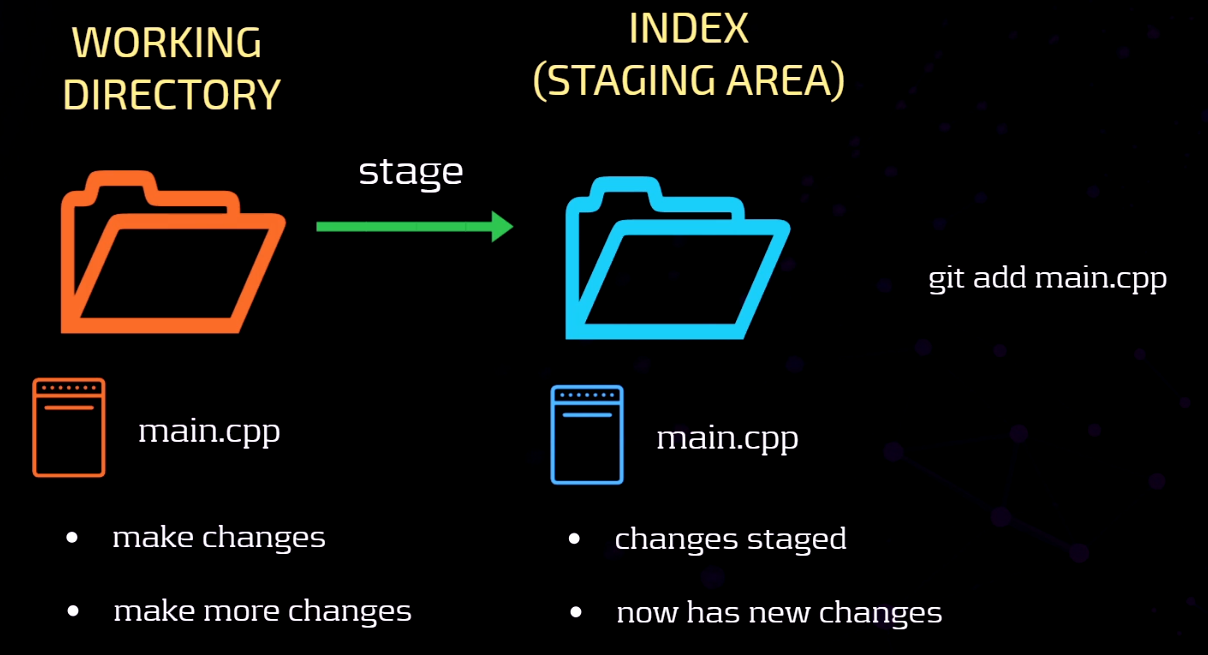 WORKING
DIRECTORY
INDEX
(STAGING AREA)
stage
git add main.cpp
main.cpp
main.cpp
• make changes
• changes staged
• make more changes
• now has new changes